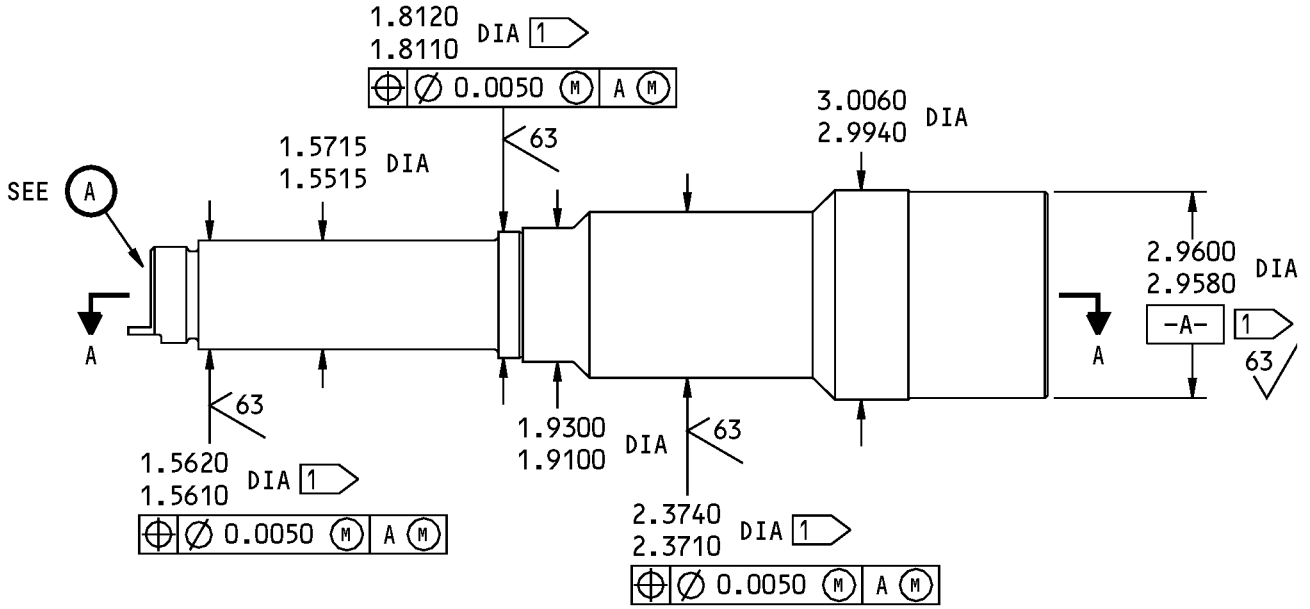 1.8120
1.8110
DIA 1
⌖ ⌀ 0.0050 Ⓜ A Ⓜ
63
3.0060
2.9940
DIA
1.5715
1.5515
DIA
SEE A
2.9600
2.9580
DIA
-A- 1
63
A
A
63
1.5620
1.5610
DIA 1
⌖ ⌀ 0.0050 Ⓜ A Ⓜ
1.9300
1.9100
DIA
63
2.3740
2.3710
DIA 1
⌖ ⌀ 0.0050 Ⓜ A Ⓜ